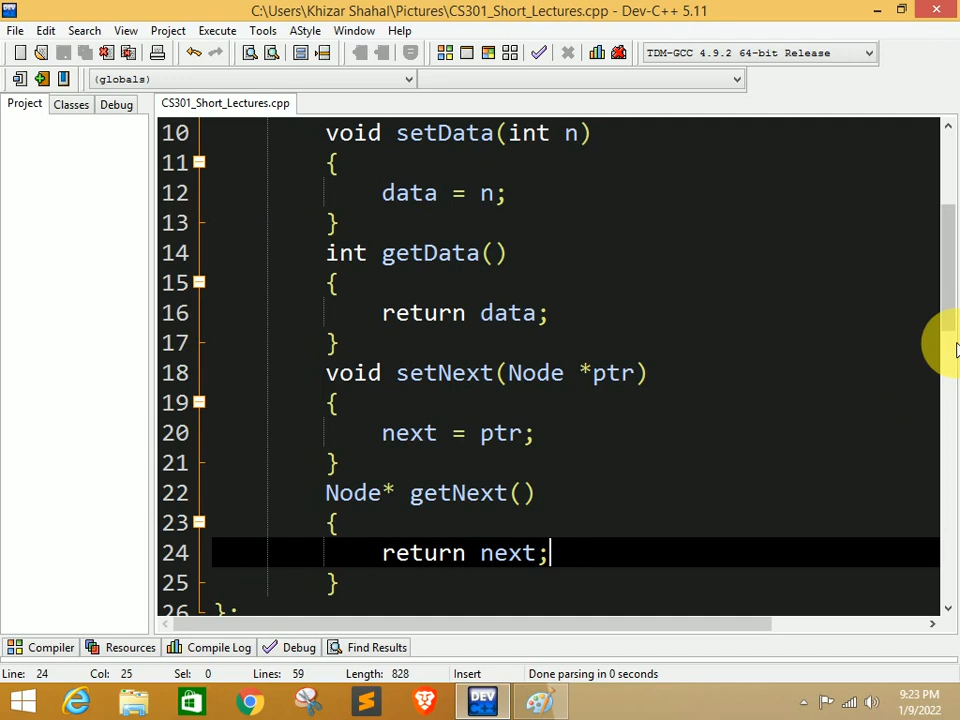 C:\Users\Khizar Shahal\Pictures\CS301_Short_Lectures.cpp - Dev-C++ 5.11
File Edit Search View Project Execute Tools AStyle Window Help
TDM-GCC 4.9.2 64-bit Release
(globals)
Project Classes Debug CS301_Short_Lectures.cpp
10 void setData(int n)
11 {
12 data = n;
13 }
14 int getData()
15 {
16 return data;
17 }
18 void setNext(Node *ptr)
19 {
20 next = ptr;
21 }
22 Node* getNext()
23 {
24 return next;
25 }
26 };
Compiler Resources Compile Log Debug Find Results
Line: 24 Col: 25 Sel: 0 Lines: 59 Length: 828 Insert Done parsing in 0 seconds
DEV
9:23 PM
1/9/2022